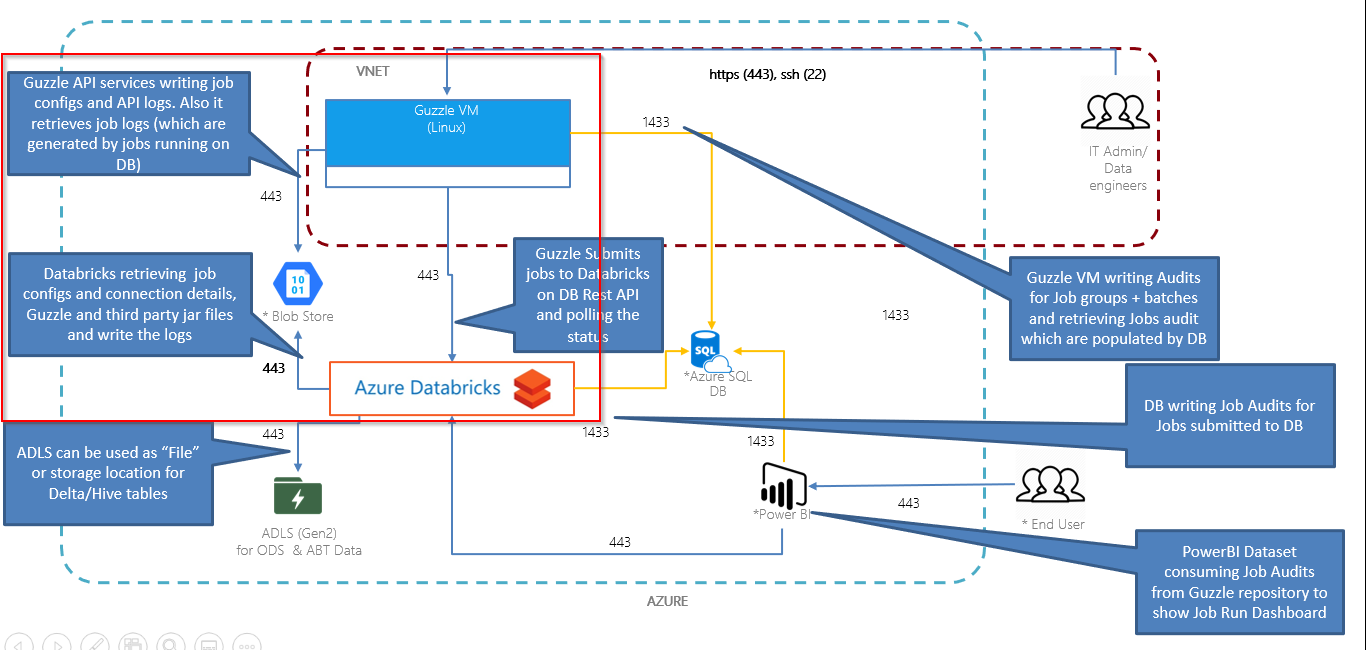 VNET
https (443), ssh (22)
Guzzle API services writing job
configs and API logs. Also it
retrieves job logs (which are
generated by jobs running on
DB)
Guzzle VM
(Linux)
1433
IT Admin/
Data
engineers
443
Guzzle Submits
jobs to Databricks
on DB Rest API
and polling the
status
443
Databricks retrieving job
configs and connection details,
Guzzle and third party jar files
and write the logs
10
01
* Blob Store
Guzzle VM writing Audits
for Job groups + batches
and retrieving Jobs audit
which are populated by DB
1433
SQL
*Azure SQL
DB
443
Azure Databricks
DB writing Job Audits for
Jobs submitted to DB
443
1433
1433
ADLS can be used as “File”
or storage location for
Delta/Hive tables
ADLS (Gen2)
for ODS & ABT Data
*Power BI
443
* End User
443
PowerBI Dataset
consuming Job Audits
from Guzzle repository to
show Job Run Dashboard
AZURE